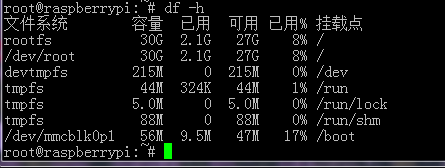 root@raspberrypi:~# df -h
文件系统 容量 已用 可用 已用% 挂载点
rootfs 30G 2.1G 27G 8% /
/dev/root 30G 2.1G 27G 8% /
devtmpfs 215M 0 215M 0% /dev
tmpfs 44M 324K 44M 1% /run
tmpfs 5.0M 0 5.0M 0% /run/lock
tmpfs 88M 0 88M 0% /run/shm
/dev/mmcblk0p1 56M 9.5M 47M 17% /boot
root@raspberrypi:~#